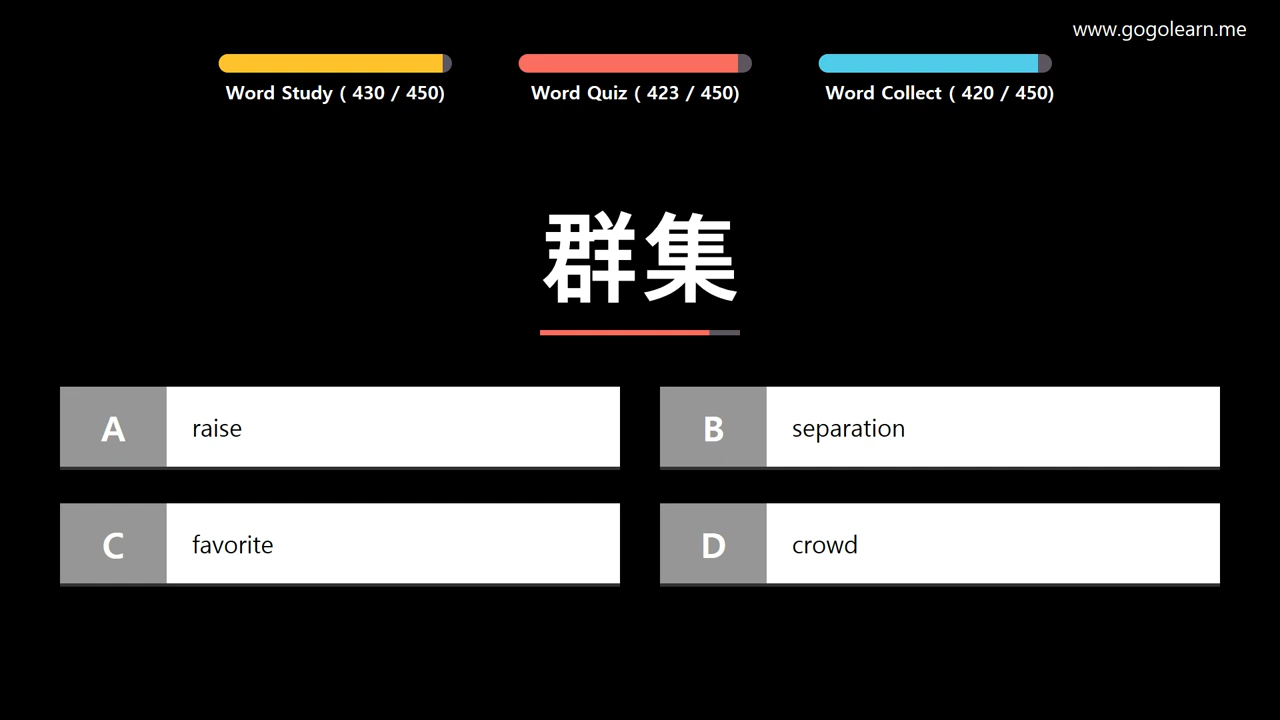 www.gogolearn.me
Word Study ( 430 / 450)
Word Quiz ( 423 / 450)
Word Collect ( 420 / 450)
群集
A raise
B separation
C favorite
D crowd